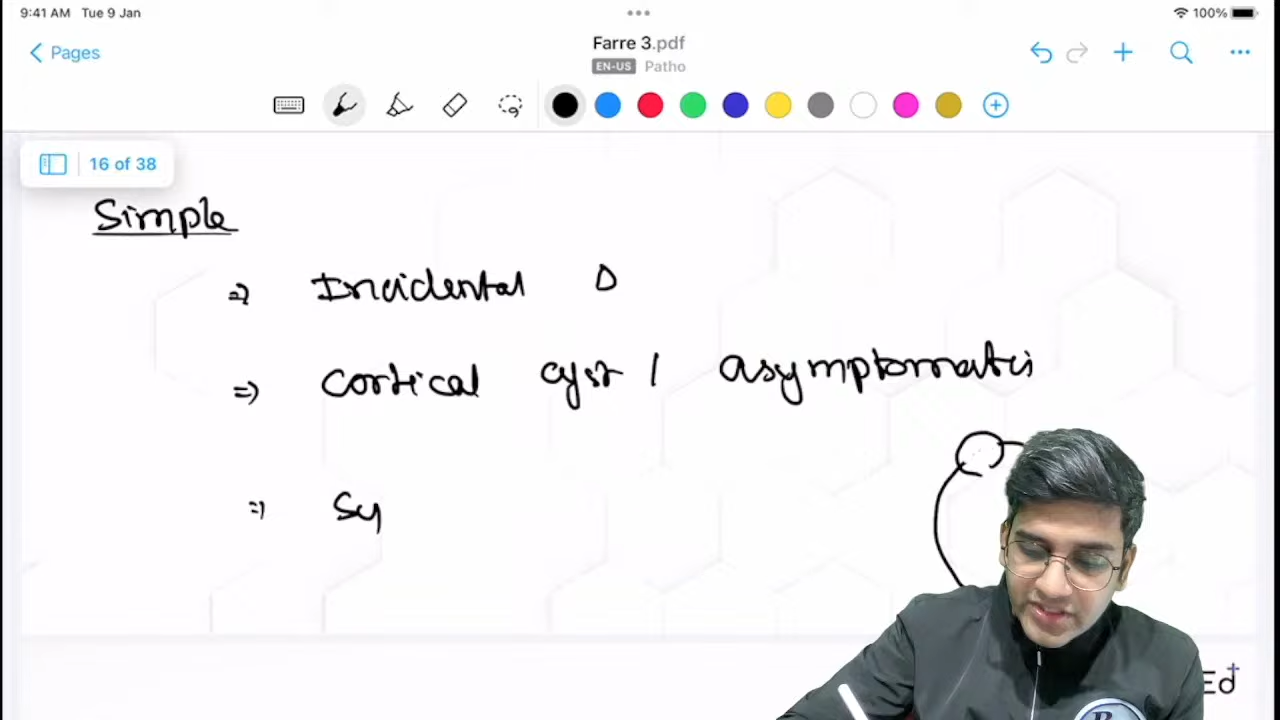 9:41 AM Tue 9 Jan
100%
Pages
Farre 3.pdf
EN-US Patho
16 of 38
Simple
⇒ Incidental D
⇒ Cortical cyst / asymptomatic
⇒ Sy
Ed